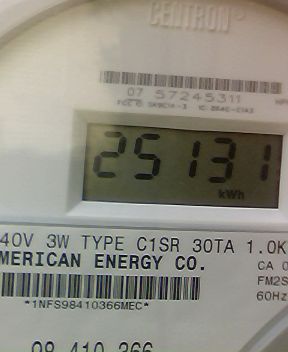 CENTRON®
07 57245311
25131
kWh
40V 3W TYPE C1SR 30TA 1.0K
MERICAN ENERGY CO.
CA 0
FM2S
60Hz
*1NFS98410366MEC*
98 410 366